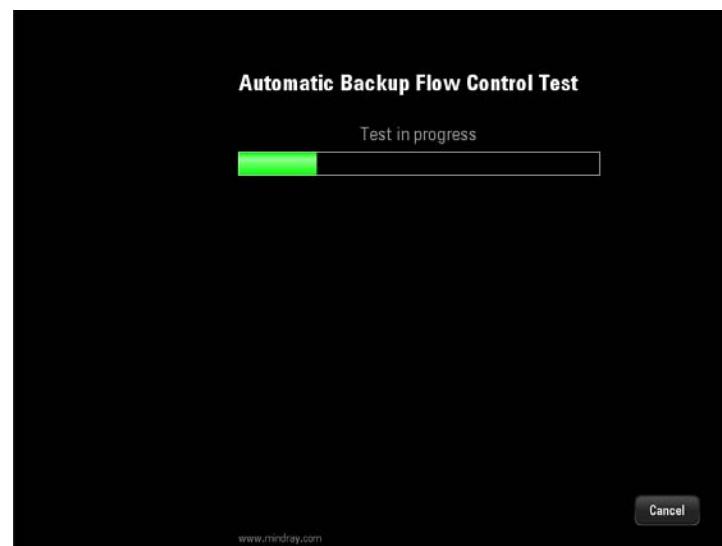 Automatic Backup Flow Control Test
Test in progress
Cancel
www.mindray.com